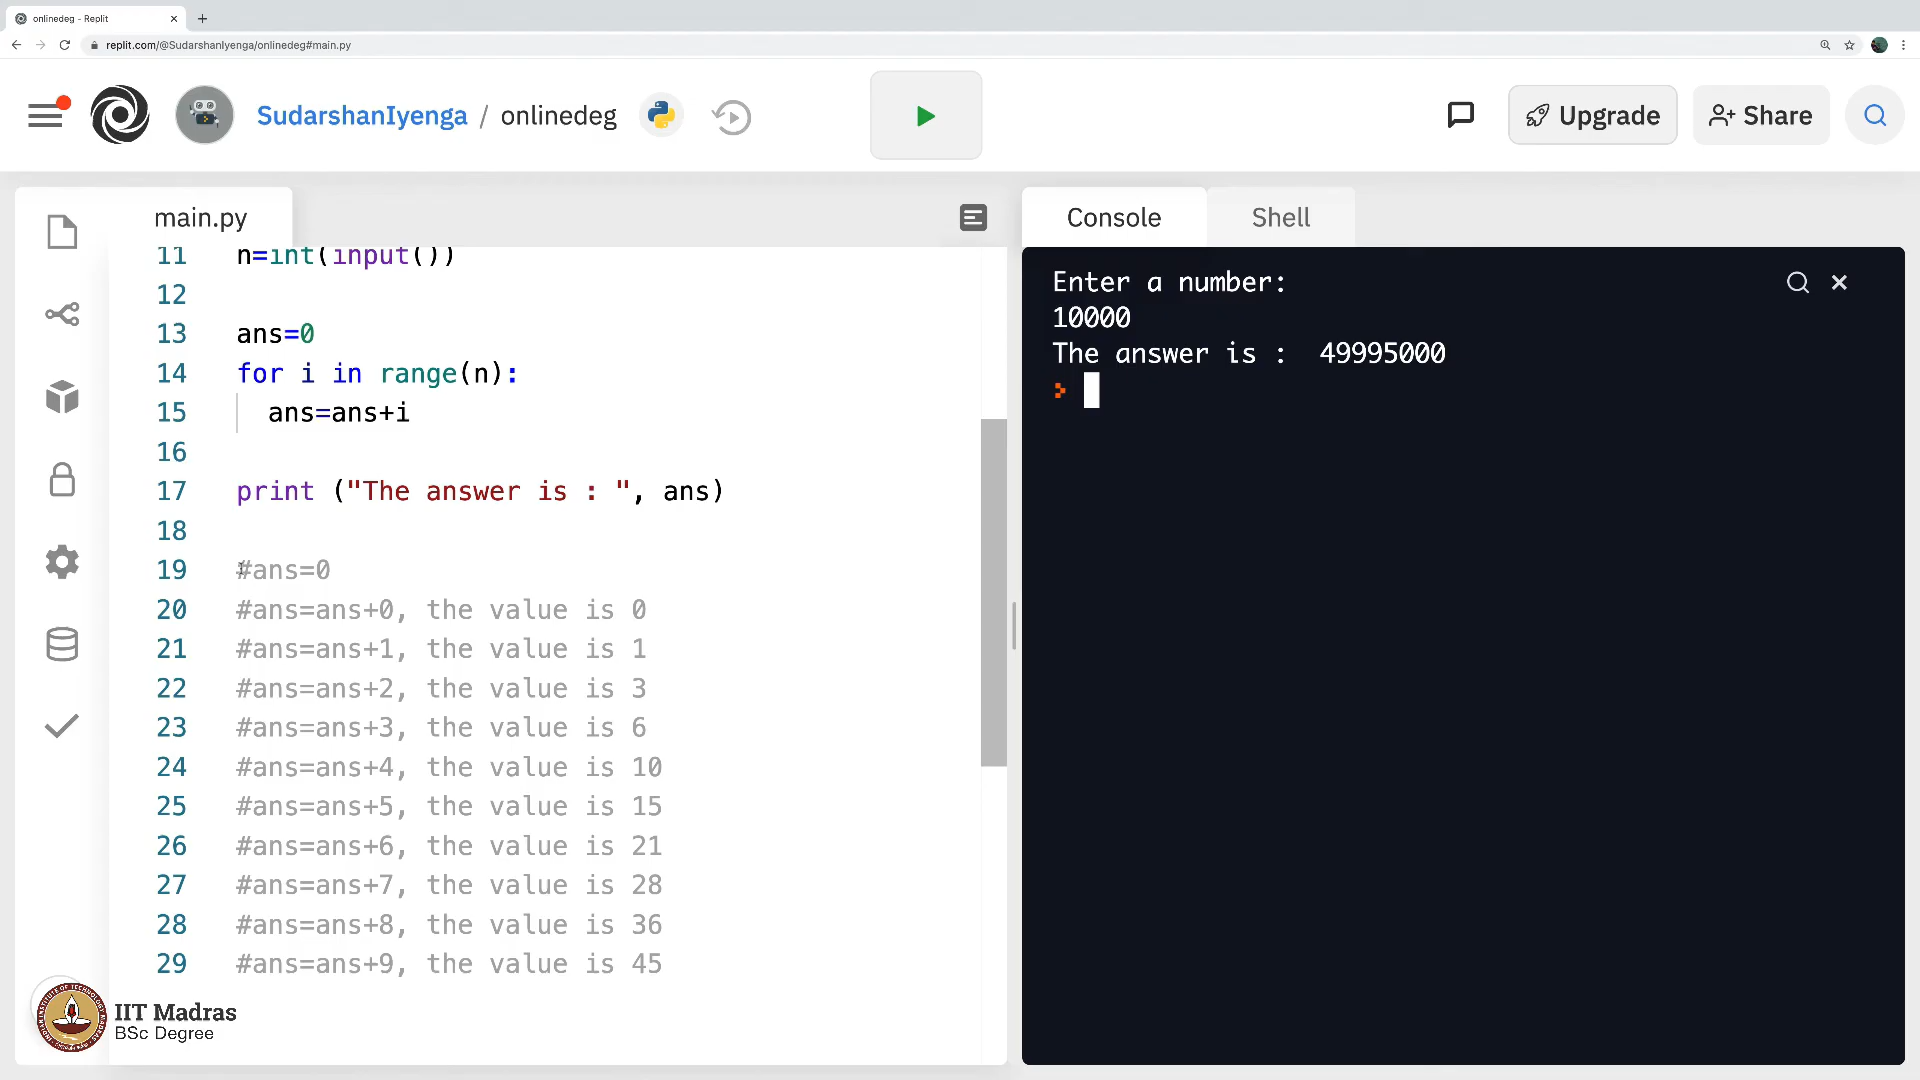 onlinedeg - Replit
replit.com/@SudarshanIyenga/onlinedeg#main.py
SudarshanIyenga / onlinedeg
Upgrade
Share
main.py
11 n=int(input())
12
13 ans=0
14 for i in range(n):
15 ans=ans+i
16
17 print ("The answer is : ", ans)
18
19 #ans=0
20 #ans=ans+0, the value is 0
21 #ans=ans+1, the value is 1
22 #ans=ans+2, the value is 3
23 #ans=ans+3, the value is 6
24 #ans=ans+4, the value is 10
25 #ans=ans+5, the value is 15
26 #ans=ans+6, the value is 21
27 #ans=ans+7, the value is 28
28 #ans=ans+8, the value is 36
29 #ans=ans+9, the value is 45
Console
Shell
Enter a number:
10000
The answer is :  49995000
IIT Madras
BSc Degree